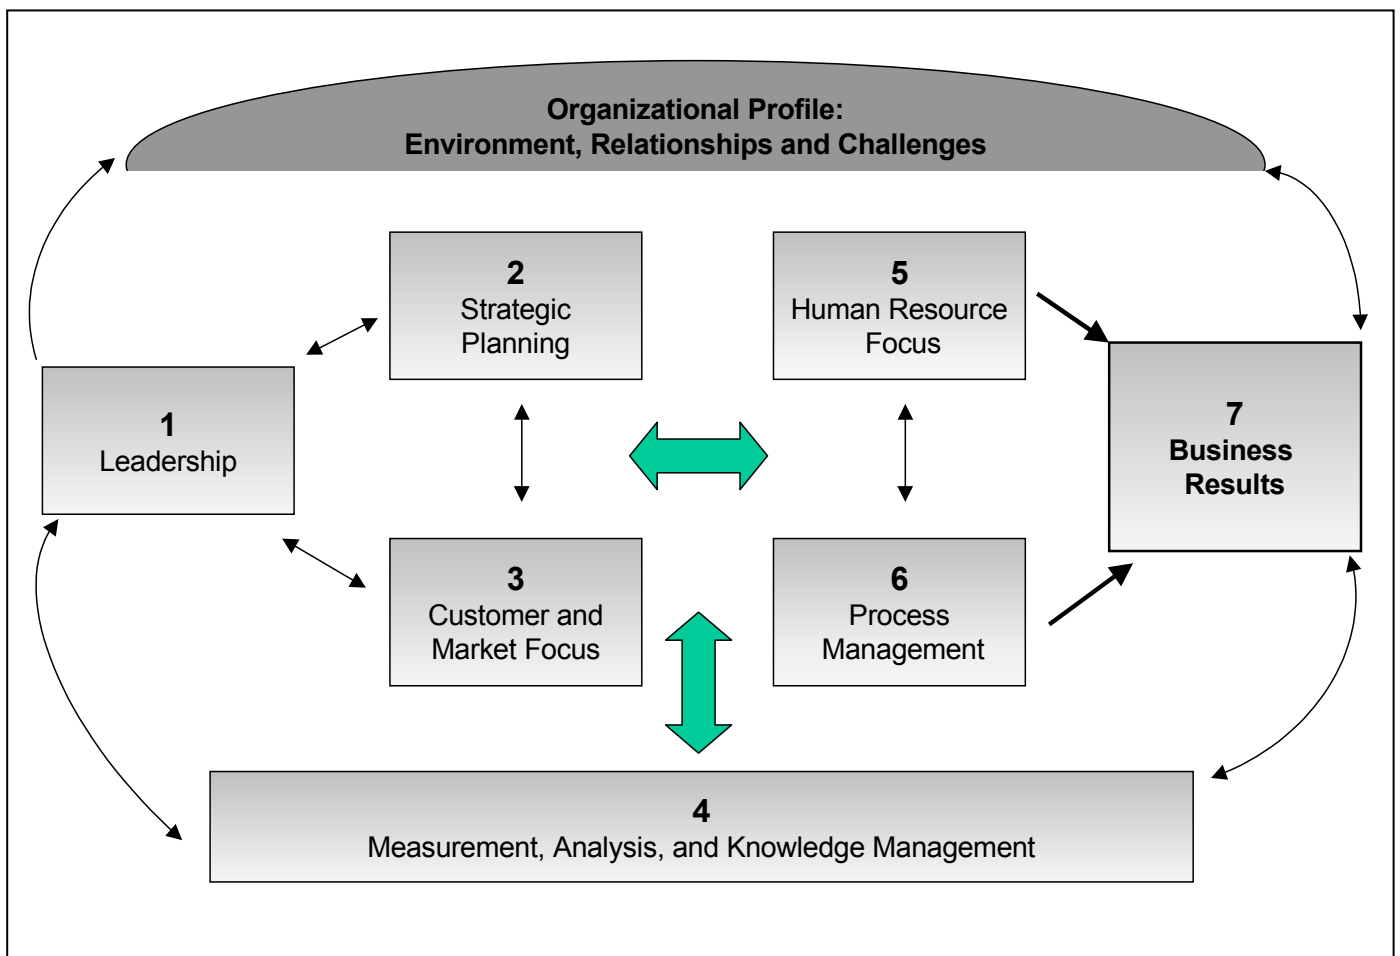 Organizational Profile:
Environment, Relationships and Challenges
2
Strategic
Planning
5
Human Resource
Focus
1
Leadership
7
Business
Results
3
Customer and
Market Focus
6
Process
Management
4
Measurement, Analysis, and Knowledge Management